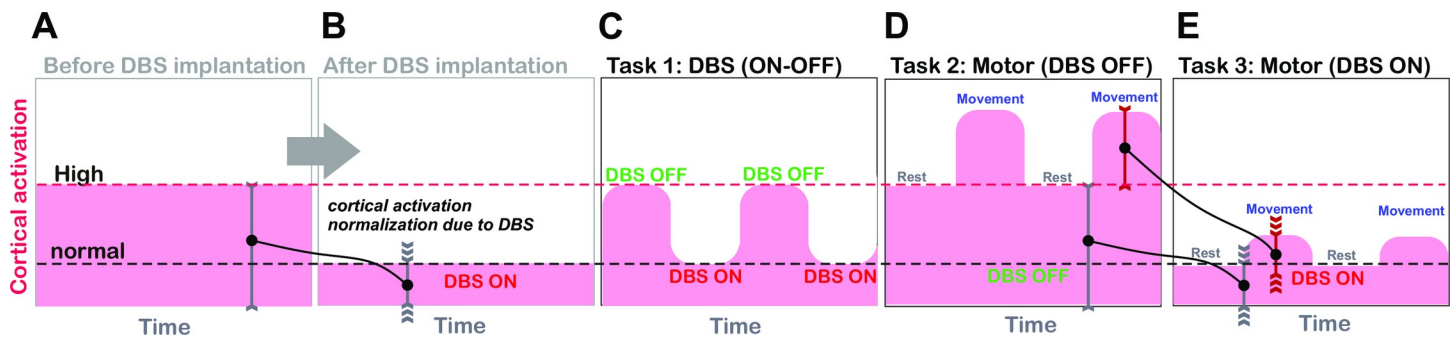 A
Before DBS implantation
Cortical activation
High
normal
Time
B
After DBS implantation
cortical activation
normalization due to DBS
DBS ON
Time
C
Task 1: DBS (ON-OFF)
DBS OFF
DBS OFF
DBS ON
DBS ON
Time
D
Task 2: Motor (DBS OFF)
Movement
Movement
Rest
Rest
DBS OFF
Time
E
Task 3: Motor (DBS ON)
Movement
Movement
Rest
Rest
DBS ON
Time